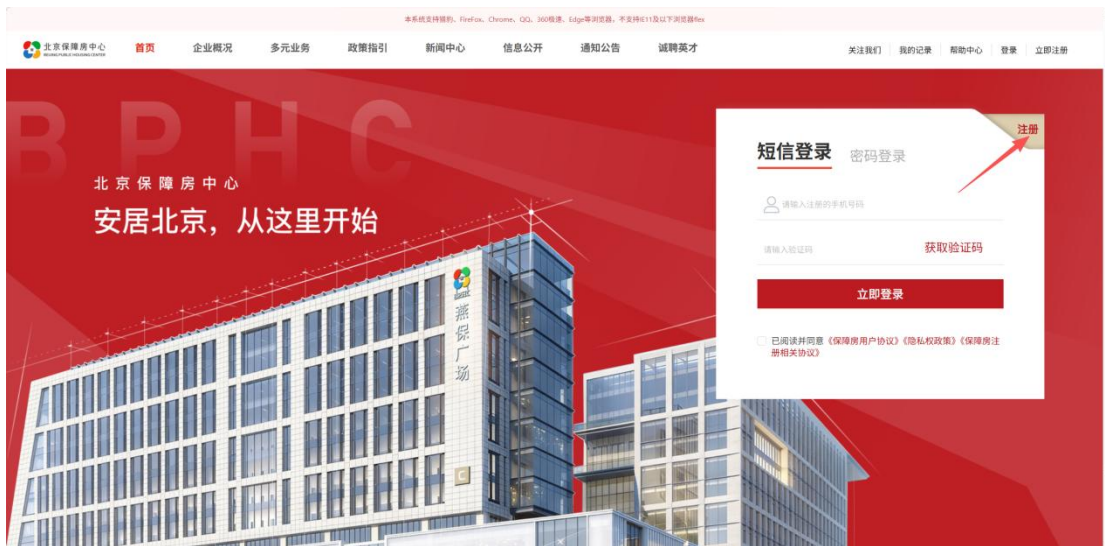 本系统支持猎豹、FireFox、Chrome、QQ、360极速、Edge等浏览器，不支持IE11及以下浏览器flex
北京保障房中心
BEIJING PUBLIC HOUSING CENTER
首页 企业概况 多元业务 政策指引 新闻中心 信息公开 通知公告 诚聘英才
关注我们 我的记录 帮助中心 登录 立即注册
BPHC
北京保障房中心
安居北京，从这里开始
燕保广场
C
注册
短信登录 密码登录
请输入注册的手机号码
请输入验证码 获取验证码
立即登录
已阅读并同意《保障房用户协议》《隐私权政策》《保障房注
册相关协议》